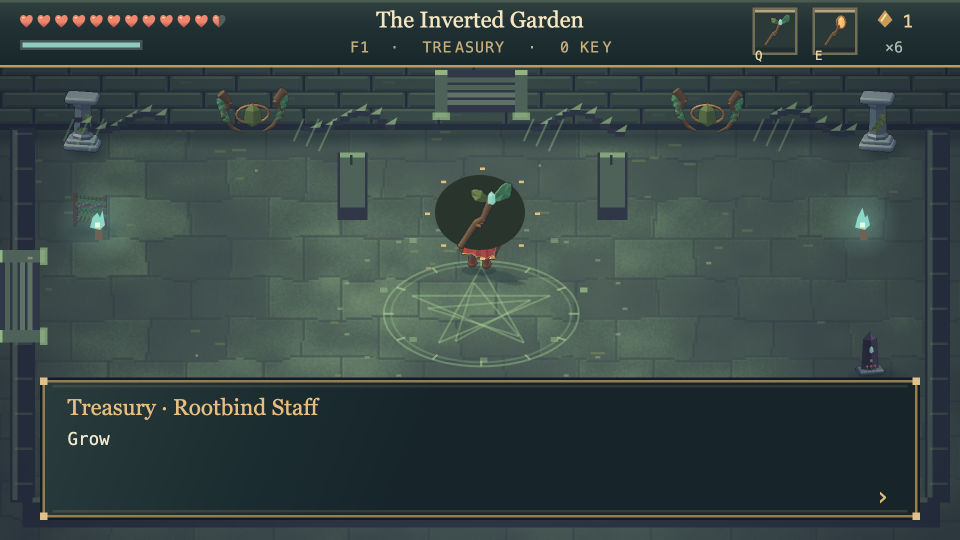 The Inverted Garden
F1 · TREASURY · 0 KEY
Q
E
1
×6
Treasury · Rootbind Staff
Grow